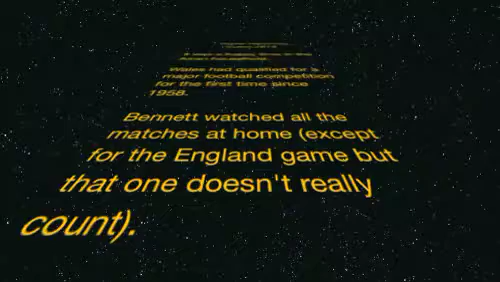 Wales had qualified for a
major football competition
for the first time since
1958.
Bennett watched all the
matches at home (except
for the England game but
that one doesn't really
count).